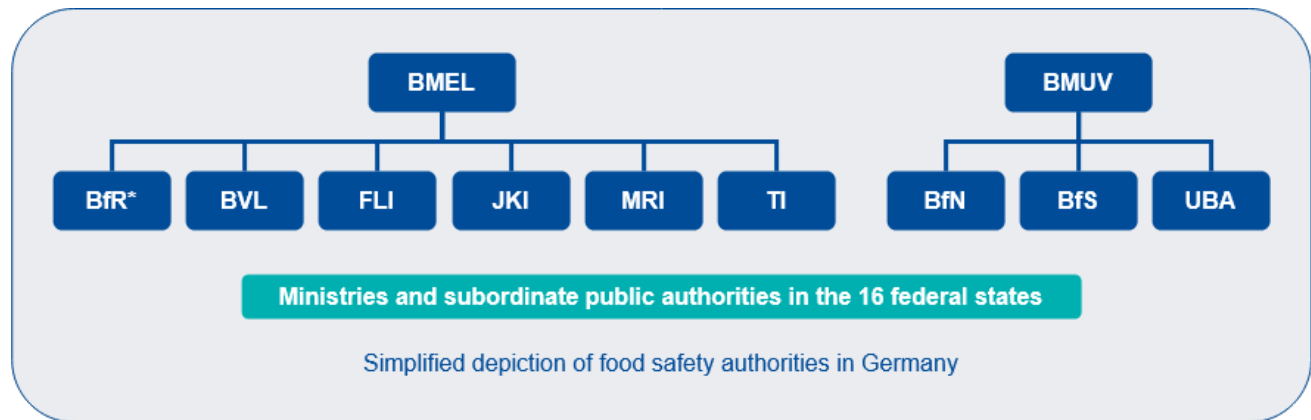 BMEL
BMUV
BfR*
BVL
FLI
JKI
MRI
TI
BfN
BfS
UBA
Ministries and subordinate public authorities in the 16 federal states
Simplified depiction of food safety authorities in Germany